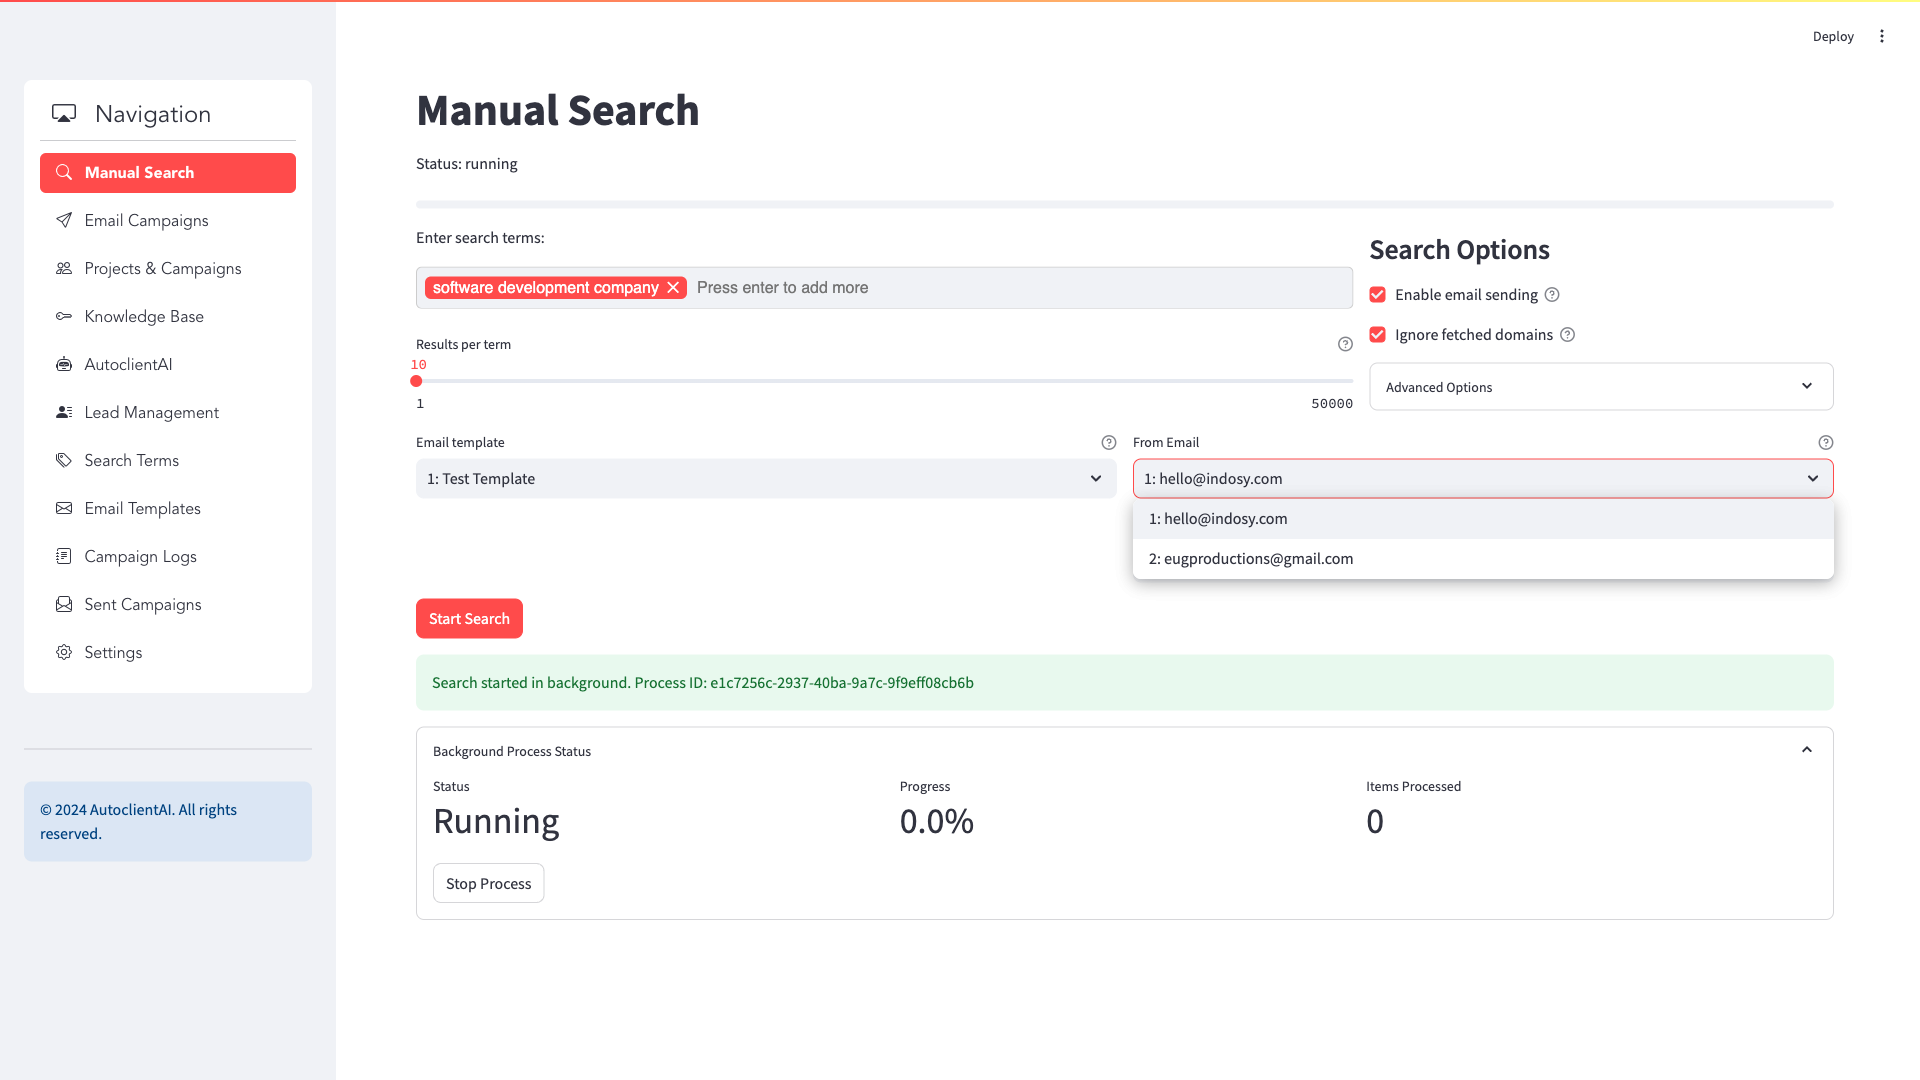 Deploy
Navigation
Manual Search
Email Campaigns
Projects & Campaigns
Knowledge Base
AutoclientAI
Lead Management
Search Terms
Email Templates
Campaign Logs
Sent Campaigns
Settings
© 2024 AutoclientAI. All rights
reserved.
Manual Search
Status: running
Enter search terms:
software development company Press enter to add more
Results per term
10
1 50000
Search Options
Enable email sending
Ignore fetched domains
Advanced Options
Email template
1: Test Template
From Email
1: hello@indosy.com
1: hello@indosy.com
2: eugproductions@gmail.com
Start Search
Search started in background. Process ID: e1c7256c-2937-40ba-9a7c-9f9eff08cb6b
Background Process Status
Status
Running
Progress
0.0%
Items Processed
0
Stop Process